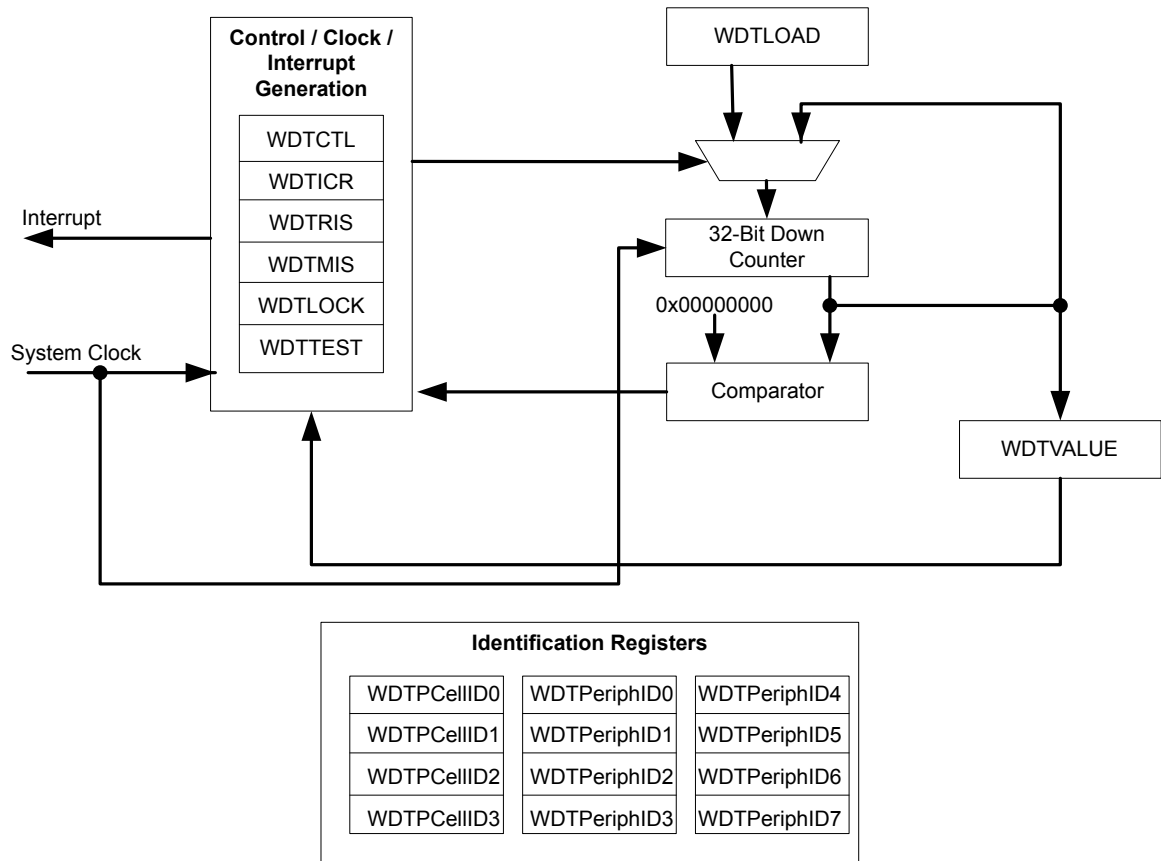 Control / Clock /
Interrupt
Generation
WDTCTL
WDTICR
WDTRIS
WDTMIS
WDTLOCK
WDTTEST
Interrupt
System Clock
WDTLOAD
32-Bit Down
Counter
0x00000000
Comparator
WDTVALUE
Identification Registers
WDTPCellID0
WDTPeriphID0
WDTPeriphID4
WDTPCellID1
WDTPeriphID1
WDTPeriphID5
WDTPCellID2
WDTPeriphID2
WDTPeriphID6
WDTPCellID3
WDTPeriphID3
WDTPeriphID7